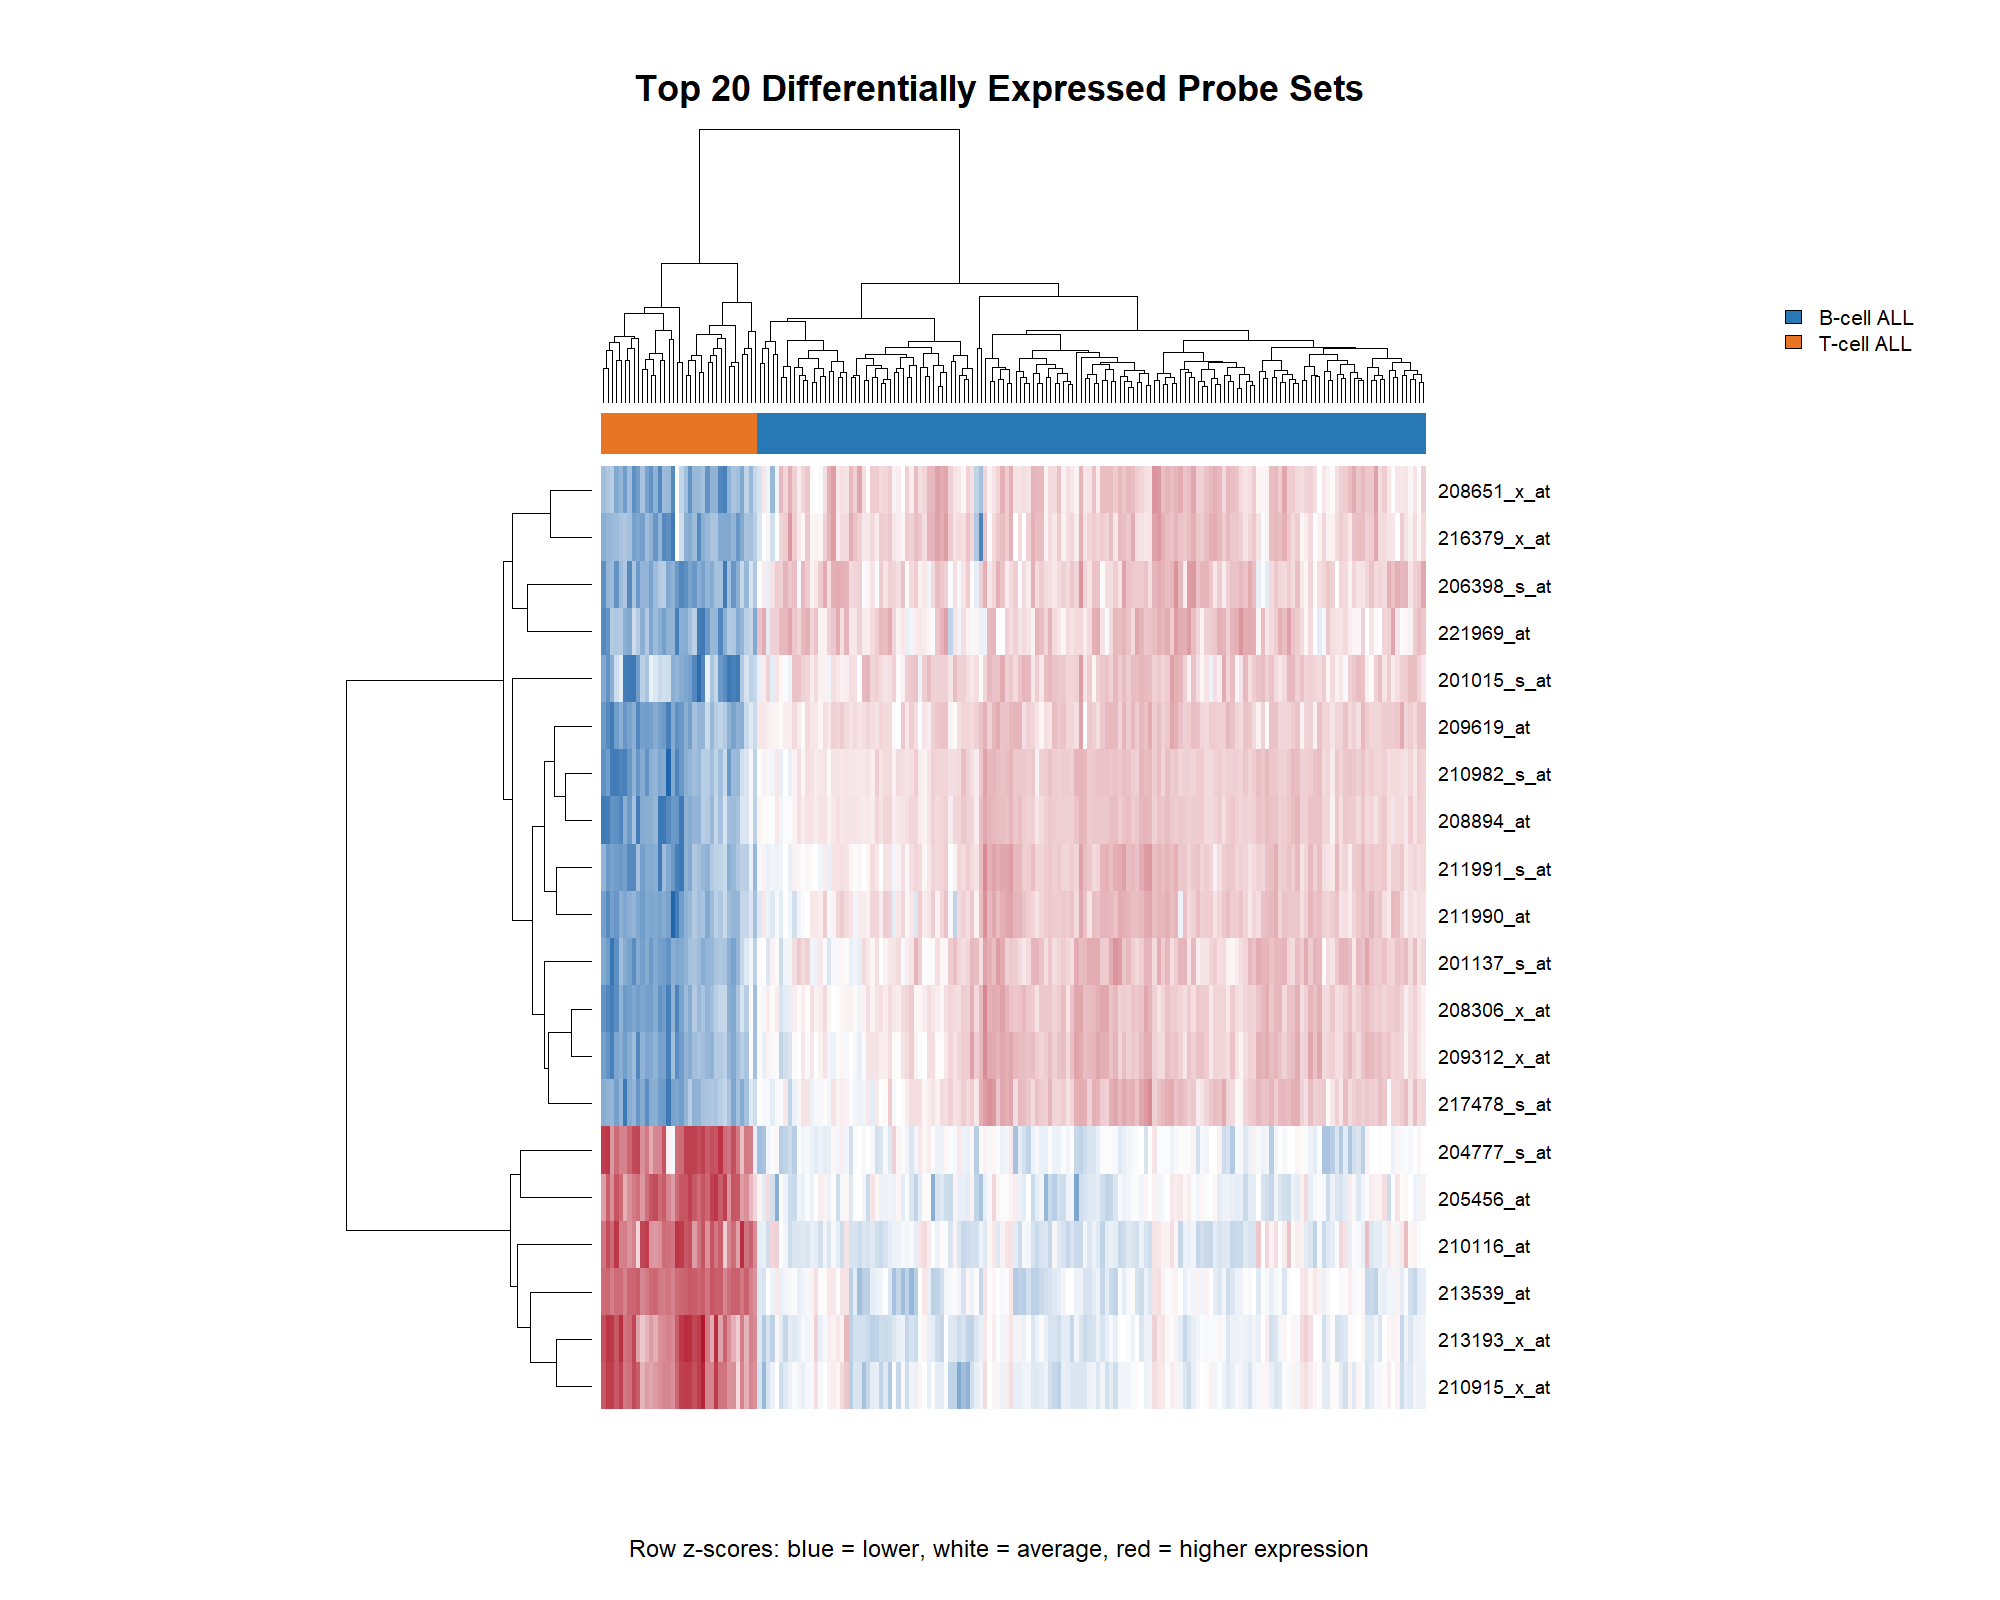 Top 20 Differentially Expressed Probe Sets
B-cell ALL
T-cell ALL
208651_x_at
216379_x_at
206398_s_at
221969_at
201015_s_at
209619_at
210982_s_at
208894_at
211991_s_at
211990_at
201137_s_at
208306_x_at
209312_x_at
217478_s_at
204777_s_at
205456_at
210116_at
213539_at
213193_x_at
210915_x_at
Row z-scores: blue = lower, white = average, red = higher expression